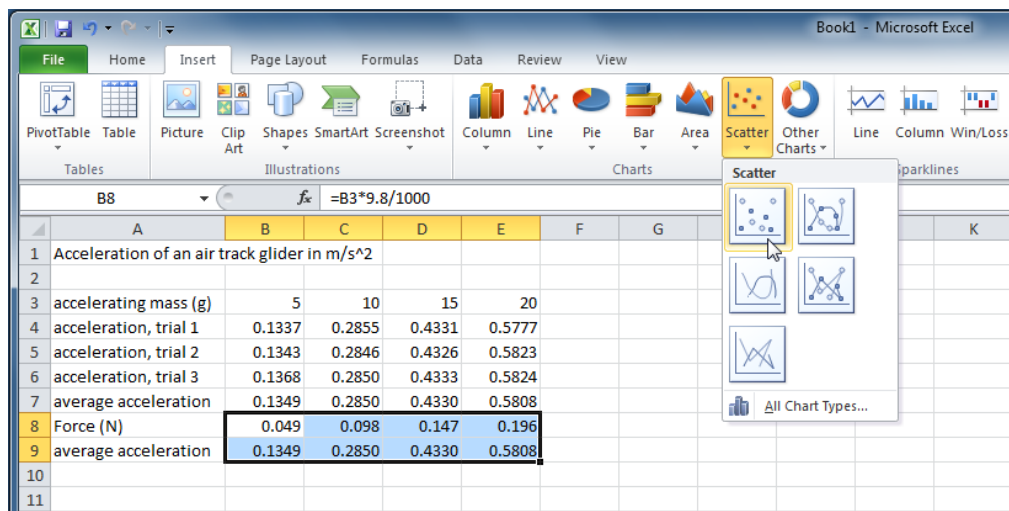 Book1 - Microsoft Excel
File Home Insert Page Layout Formulas Data Review View
PivotTable Table Picture Clip Art Shapes SmartArt Screenshot Column Line Pie Bar Area Scatter Other Charts Line Column Win/Loss
Tables Illustrations Charts Sparklines
Scatter
All Chart Types...
B8 fx =B3*9.8/1000
A B C D E F G K
1 Acceleration of an air track glider in m/s^2
2
3 accelerating mass (g) 5 10 15 20
4 acceleration, trial 1 0.1337 0.2855 0.4331 0.5777
5 acceleration, trial 2 0.1343 0.2846 0.4326 0.5823
6 acceleration, trial 3 0.1368 0.2850 0.4333 0.5824
7 average acceleration 0.1349 0.2850 0.4330 0.5808
8 Force (N) 0.049 0.098 0.147 0.196
9 average acceleration 0.1349 0.2850 0.4330 0.5808
10
11